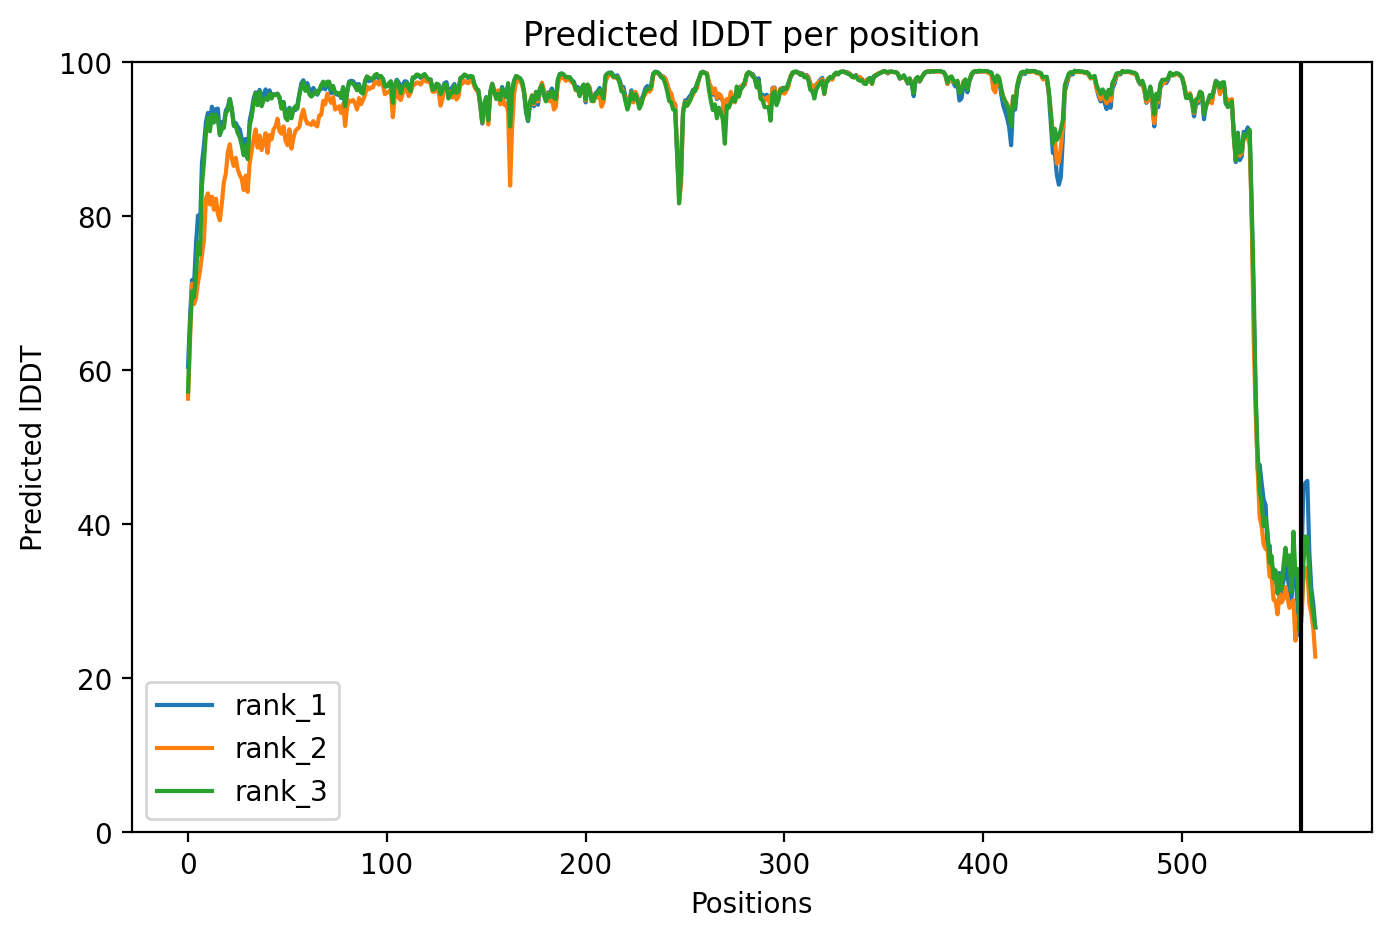 Predicted lDDT per position
100
80
60
40
20
0
Predicted lDDT
rank_1
rank_2
rank_3
0 100 200 300 400 500
Positions